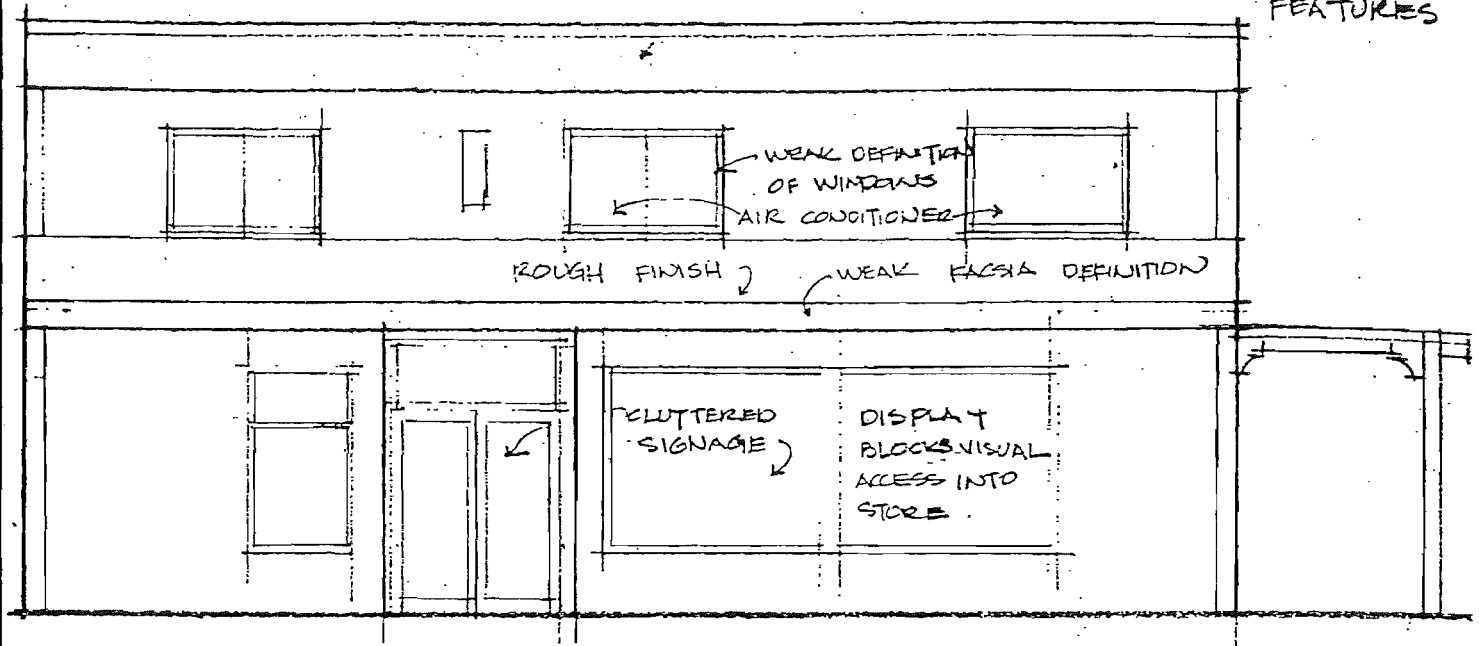 FEATURES
WEAK DEFINITION
OF WINDOWS
AIR CONDITIONER
ROUGH FINISH
WEAK FACSIA DEFINITION
CLUTTERED
SIGNAGE
DISPLAY
BLOCKS VISUAL
ACCESS INTO
STORE.